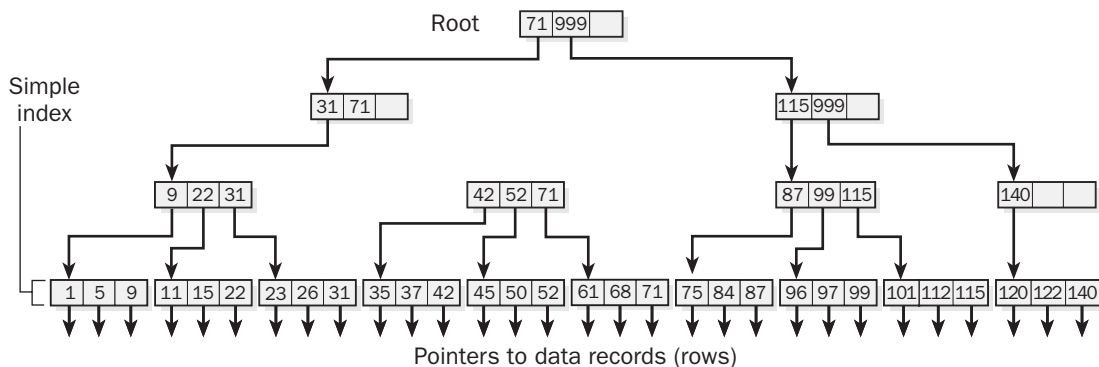 Root 71 999
Simple
index
31 71
115 999
9 22 31
42 52 71
87 99 115
140
1 5 9 11 15 22 23 26 31 35 37 42 45 50 52 61 68 71 75 84 87 96 97 99 101 112 115 120 122 140
Pointers to data records (rows)